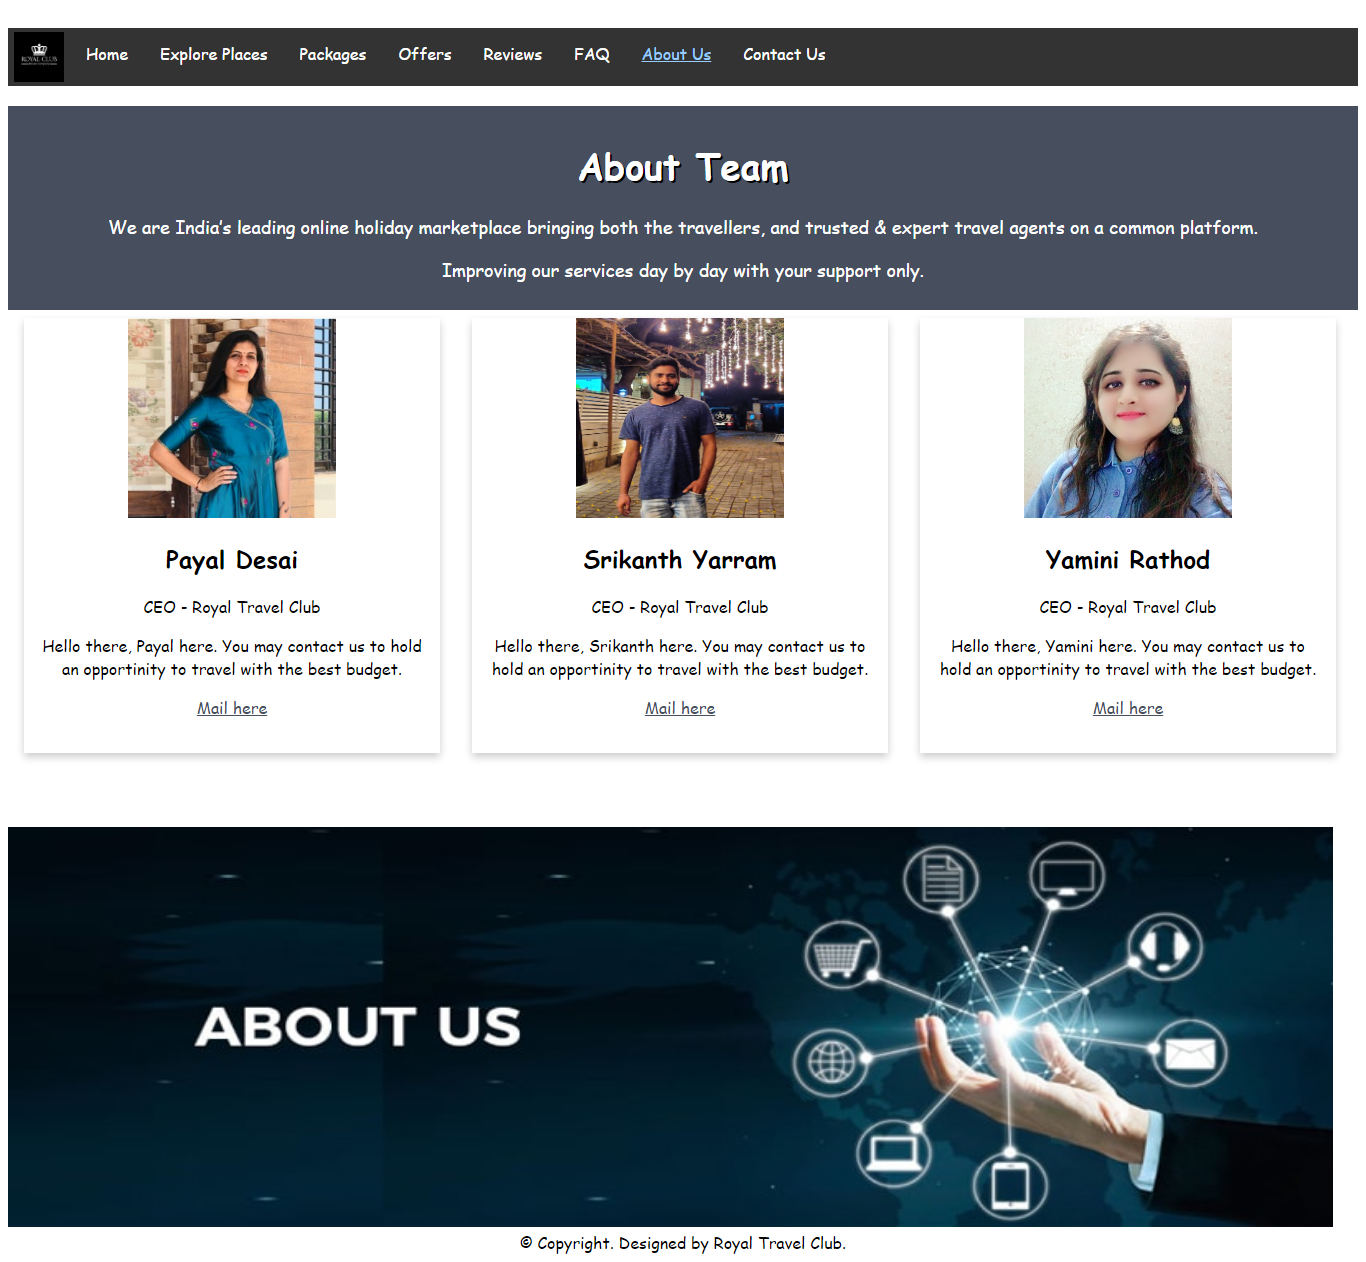 ROYAL CLUB
Home Explore Places Packages Offers Reviews FAQ About Us Contact Us
About Team
We are India's leading online holiday marketplace bringing both the travellers, and trusted & expert travel agents on a common platform.
Improving our services day by day with your support only.
Payal Desai
CEO - Royal Travel Club
Hello there, Payal here. You may contact us to hold
an opportinity to travel with the best budget.
Mail here
Srikanth Yarram
CEO - Royal Travel Club
Hello there, Srikanth here. You may contact us to
hold an opportinity to travel with the best budget.
Mail here
Yamini Rathod
CEO - Royal Travel Club
Hello there, Yamini here. You may contact us to
hold an opportinity to travel with the best budget.
Mail here
ABOUT US
© Copyright. Designed by Royal Travel Club.